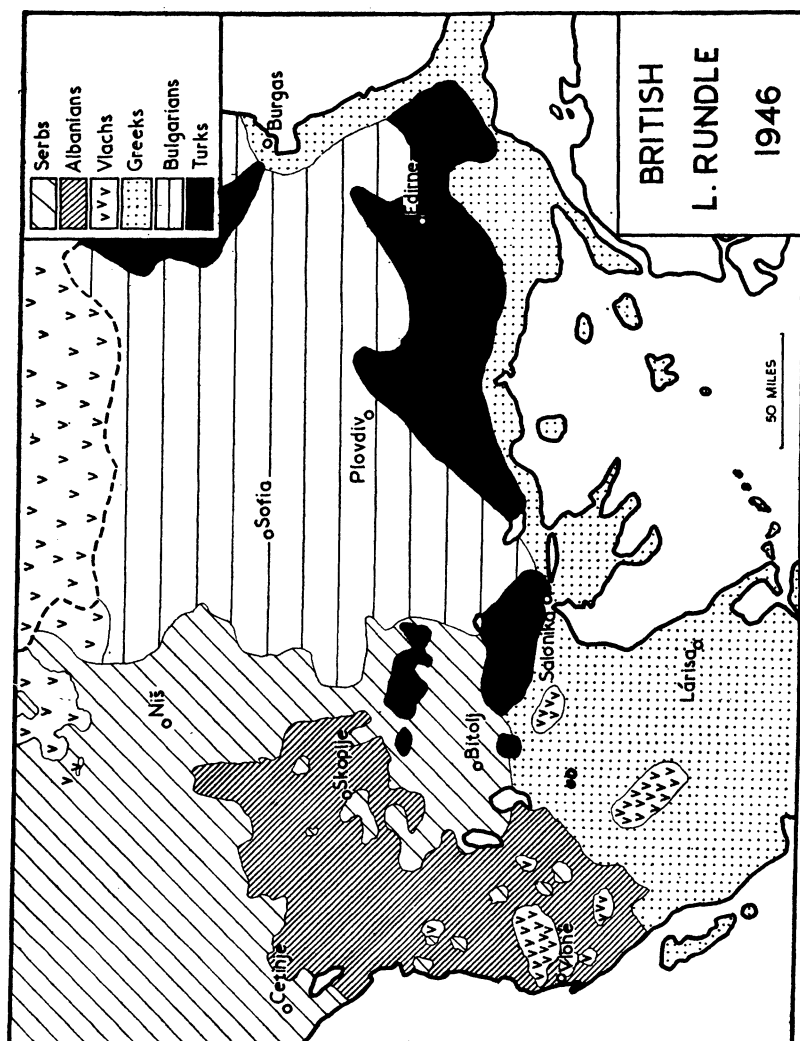 Serbs
Albanians
Vlachs
Greeks
Bulgarians
Turks
Niš
Cetinje
Sofia
Burgas
Skoplje
Plovdiv
Edirne
Bitolj
Vlonë
Salonika
Lárisa
50 MILES
BRITISH
L. RUNDLE
1946